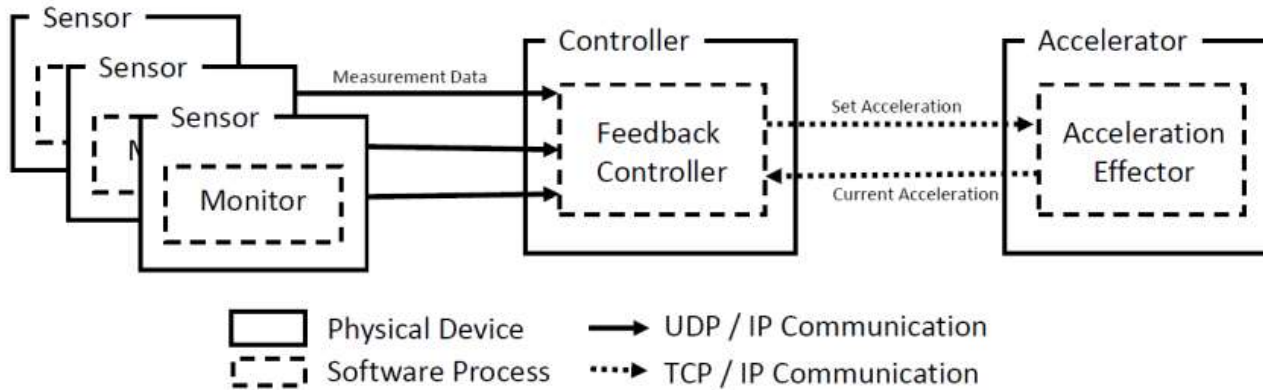 Sensor
Sensor
Sensor
M
Monitor
Measurement Data
Controller
Feedback
Controller
Set Acceleration
Current Acceleration
Accelerator
Acceleration
Effector
Physical Device
UDP / IP Communication
Software Process
TCP / IP Communication